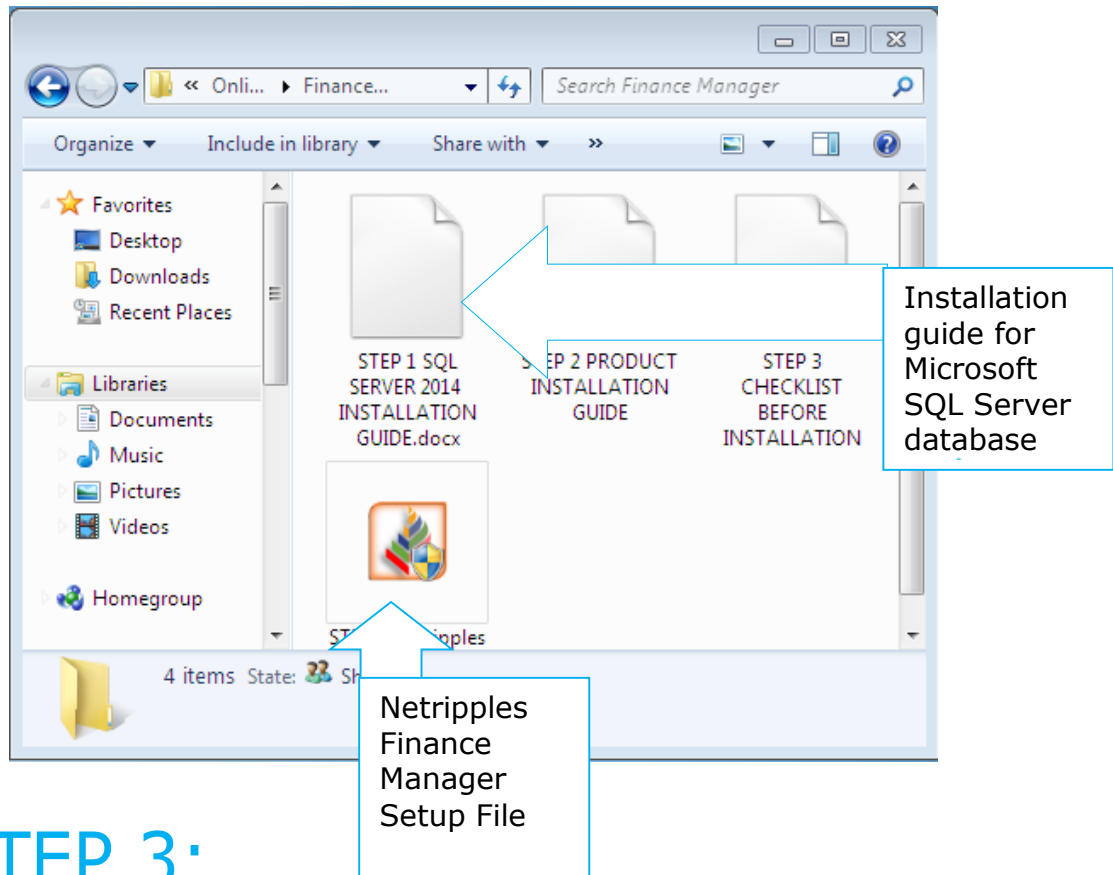 « Onli... ▸ Finance...
Search Finance Manager
Organize
Include in library
Share with
»
Favorites
Desktop
Downloads
Recent Places
Libraries
Documents
Music
Pictures
Videos
Homegroup
STEP 1 SQL
SERVER 2014
INSTALLATION
GUIDE.docx
EP 2 PRODUCT
INSTALLATION
GUIDE
STEP 3
CHECKLIST
BEFORE
INSTALLATION
Installation
guide for
Microsoft
SQL Server
database
4 items State:
Netripples
Finance
Manager
Setup File
TEP 3: